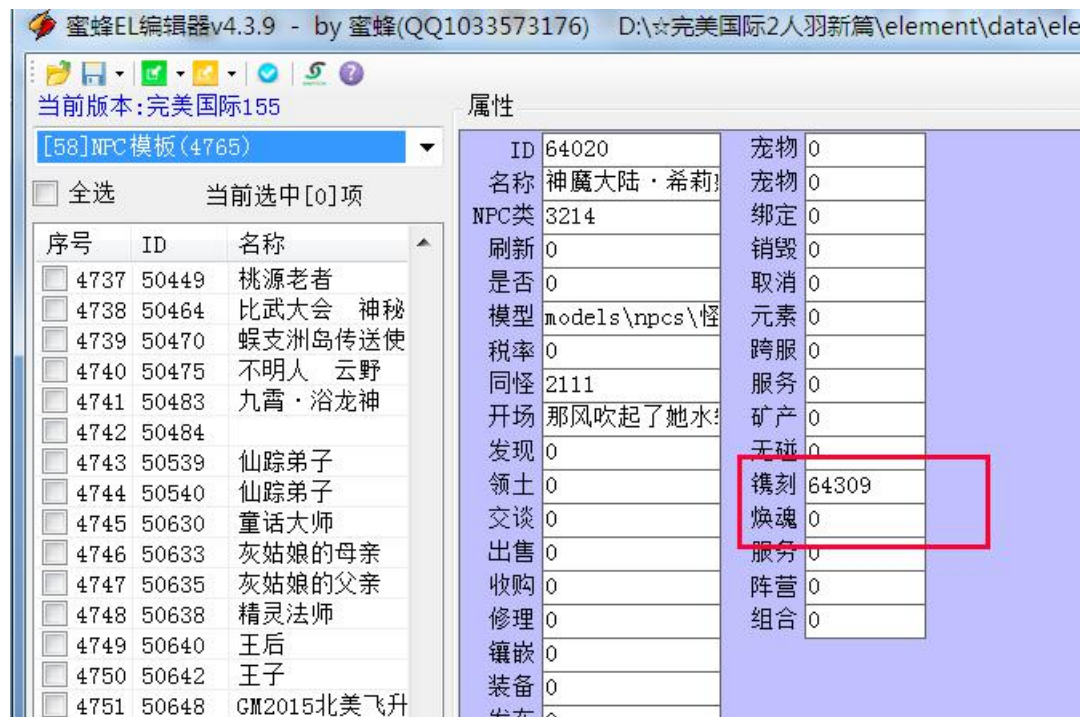 蜜蜂EL编辑器v4.3.9 - by 蜜蜂(QQ1033573176) D:\☆完美国际2人羽新篇\element\data\ele
当前版本:完美国际155
[58]NPC模板(4765)
全选 当前选中[0]项
序号 ID 名称
4737 50449 桃源老者
4738 50464 比武大会 神秘
4739 50470 蜈支洲岛传送使
4740 50475 不明人 云野
4741 50483 九霄·浴龙神
4742 50484
4743 50539 仙踪弟子
4744 50540 仙踪弟子
4745 50630 童话大师
4746 50633 灰姑娘的母亲
4747 50635 灰姑娘的父亲
4748 50638 精灵法师
4749 50640 王后
4750 50642 王子
4751 50648 GM2015北美飞升
属性
ID 64020
名称 神魔大陆·希莉
NPC类 3214
刷新 0
是否 0
模型 models\npcs\怪
税率 0
同怪 2111
开场 那风吹起了她水
发现 0
领土 0
交谈 0
出售 0
收购 0
修理 0
镶嵌 0
装备 0
发布 0
宠物 0
宠物 0
绑定 0
销毁 0
取消 0
元素 0
跨服 0
服务 0
矿产 0
无碰 0
镌刻 64309
焕魂 0
服务 0
阵营 0
组合 0